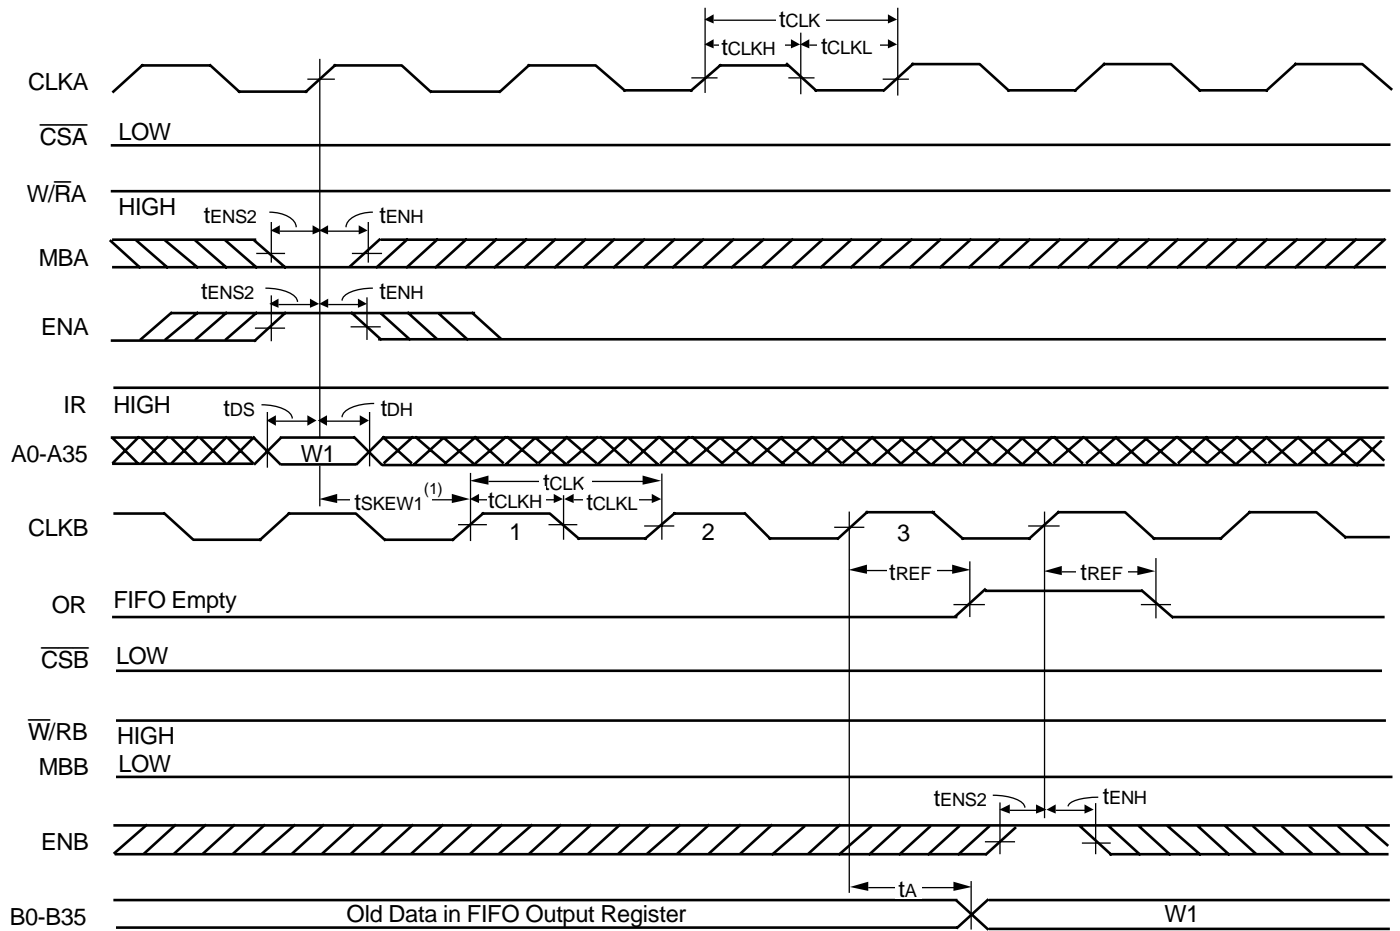 tCLK
tCLKH tCLKL
CLKA
CSA LOW
W/RA
HIGH
tENS2 tENH
MBA
tENS2 tENH
ENA
IR HIGH
tDS tDH
A0-A35 W1
tCLK
tSKEW1(1) tCLKH tCLKL
CLKB 1 2 3
tREF tREF
OR FIFO Empty
CSB LOW
W/RB HIGH
MBB LOW
tENS2 tENH
ENB
tA
B0-B35 Old Data in FIFO Output Register W1